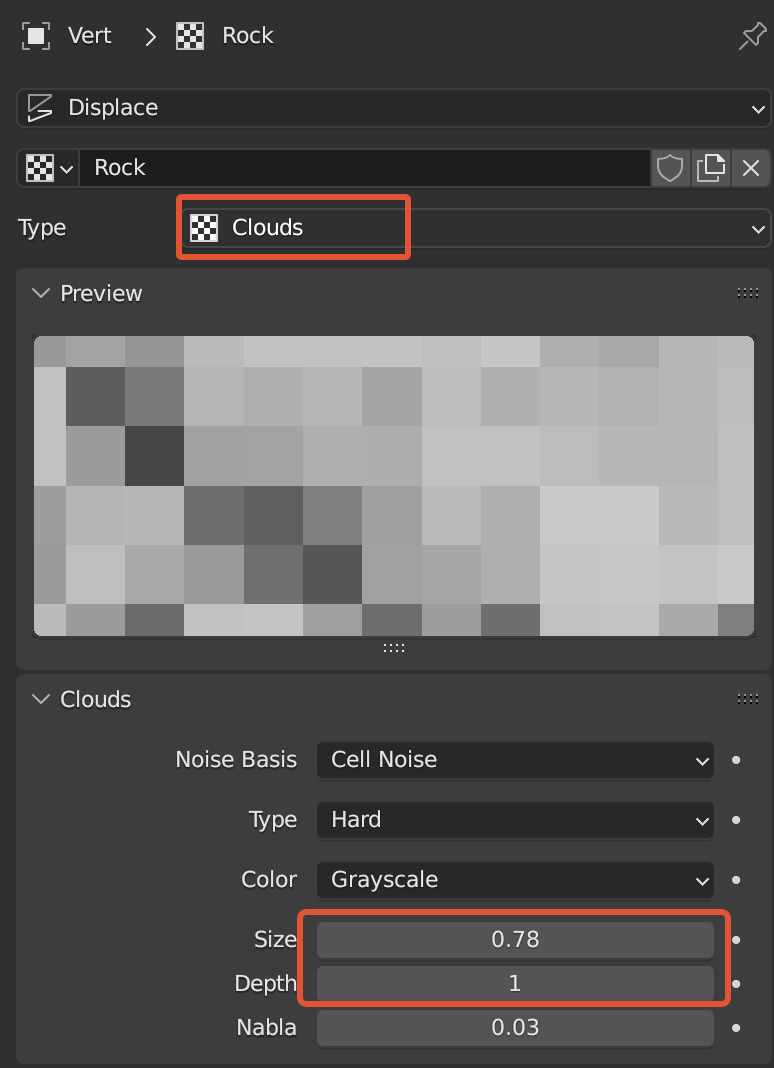 Vert > Rock
Displace
Rock
Type Clouds
Preview
Clouds
Noise Basis Cell Noise
Type Hard
Color Grayscale
Size 0.78
Depth 1
Nabla 0.03